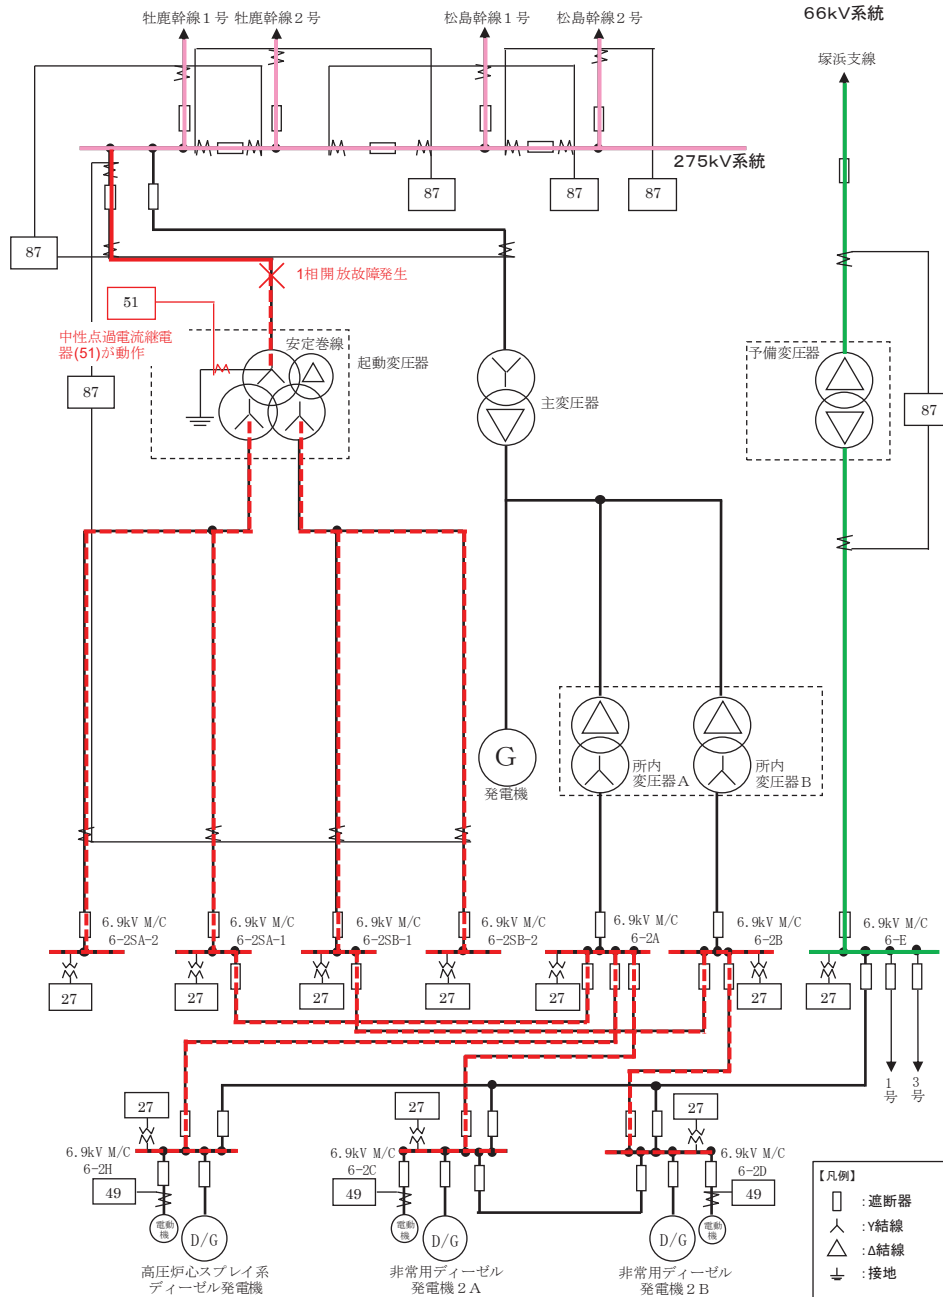 66kV系統
牡鹿幹線1号 牡鹿幹線2号 松島幹線1号 松島幹線2号
塚浜支線
275kV系統
87 87 87
87
1相開放故障発生
51
中性点過電流継電
器(51)が動作
安定巻線
起動変圧器
予備変圧器
87
主変圧器
87
G
発電機
所内
変圧器A
所内
変圧器B
6.9kV M/C
6-2SA-2
6.9kV M/C
6-2SA-1
6.9kV M/C
6-2SB-1
6.9kV M/C
6-2SB-2
6.9kV M/C
6-2A
6.9kV M/C
6-2B
6.9kV M/C
6-E
27 27 27 27 27 27 27
1
号
3
号
27 27 27
6.9kV M/C
6-2H
6.9kV M/C
6-2C
6.9kV M/C
6-2D
49 49 49
電動
機
D/G
電動
機
D/G
D/G
電動
機
高圧炉心スプレイ系
ディーゼル発電機
非常用ディーゼル
発電機2A
非常用ディーゼル
発電機2B
【凡例】
:遮断器
:Y結線
:Δ結線
:接地